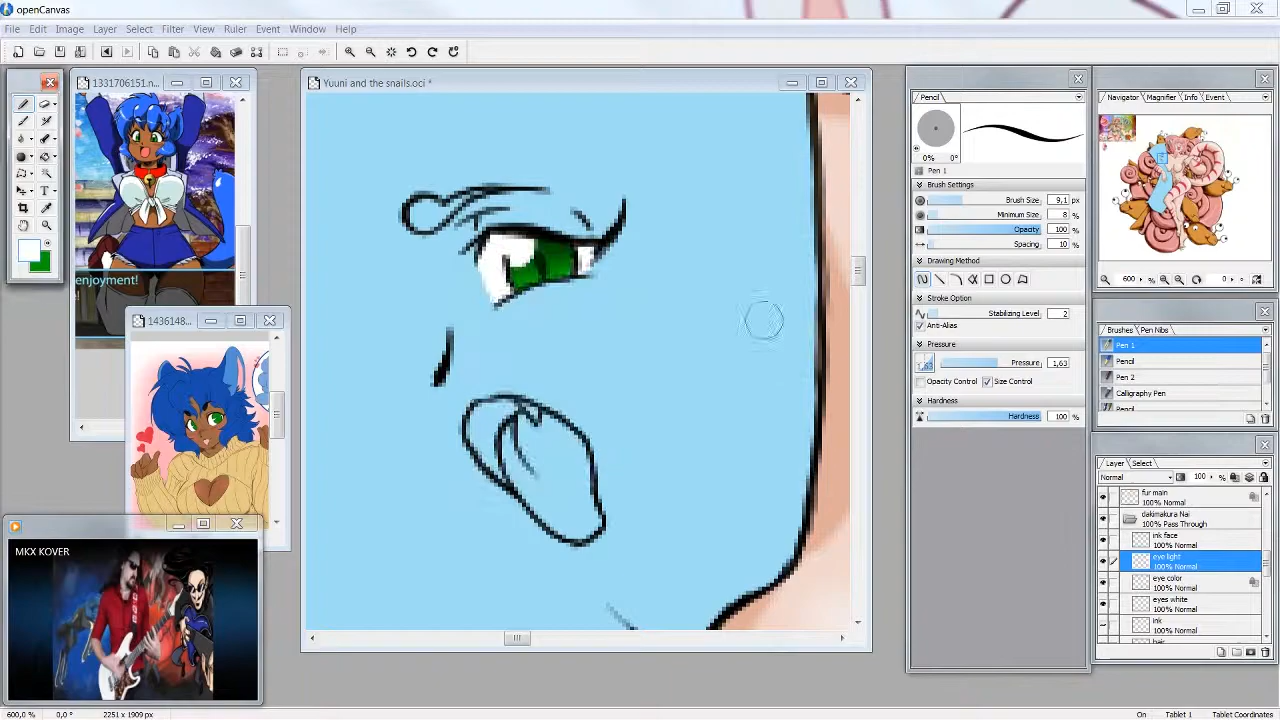 openCanvas
File Edit Image Layer Select Filter View Ruler Event Window Help
1331706151.n...
Yuuni and the snails.oci *
enjoyment!
1436148...
MKX KOVER
Pencil
0% 0°
Pen 1
Brush Settings
Brush Size 9,1
Minimum Size 8 %
Opacity 100 %
Spacing 10 %
Drawing Method
Stroke Option
Stabilizing Level 2
Anti-Alias
Pressure
1,63 Pressure 1,63
Opacity Control Size Control
Hardness
Hardness 100 %
Navigator Magnifier Info Event
600 % 0 °
Brushes Pen Nibs
Pen 1
Pencil
Pen 2
Calligraphy Pen
Pencil
Layer Select
Normal 100 %
fur main
100% Normal
dakimakura Nai
100% Pass Through
ink face
100% Normal
eye light
100% Normal
eye color
100% Normal
eyes white
100% Normal
ink
100% Normal
hair
600,0 % 0,0 ° 2251 x 1909 px On Tablet 1 Tablet Coordinates